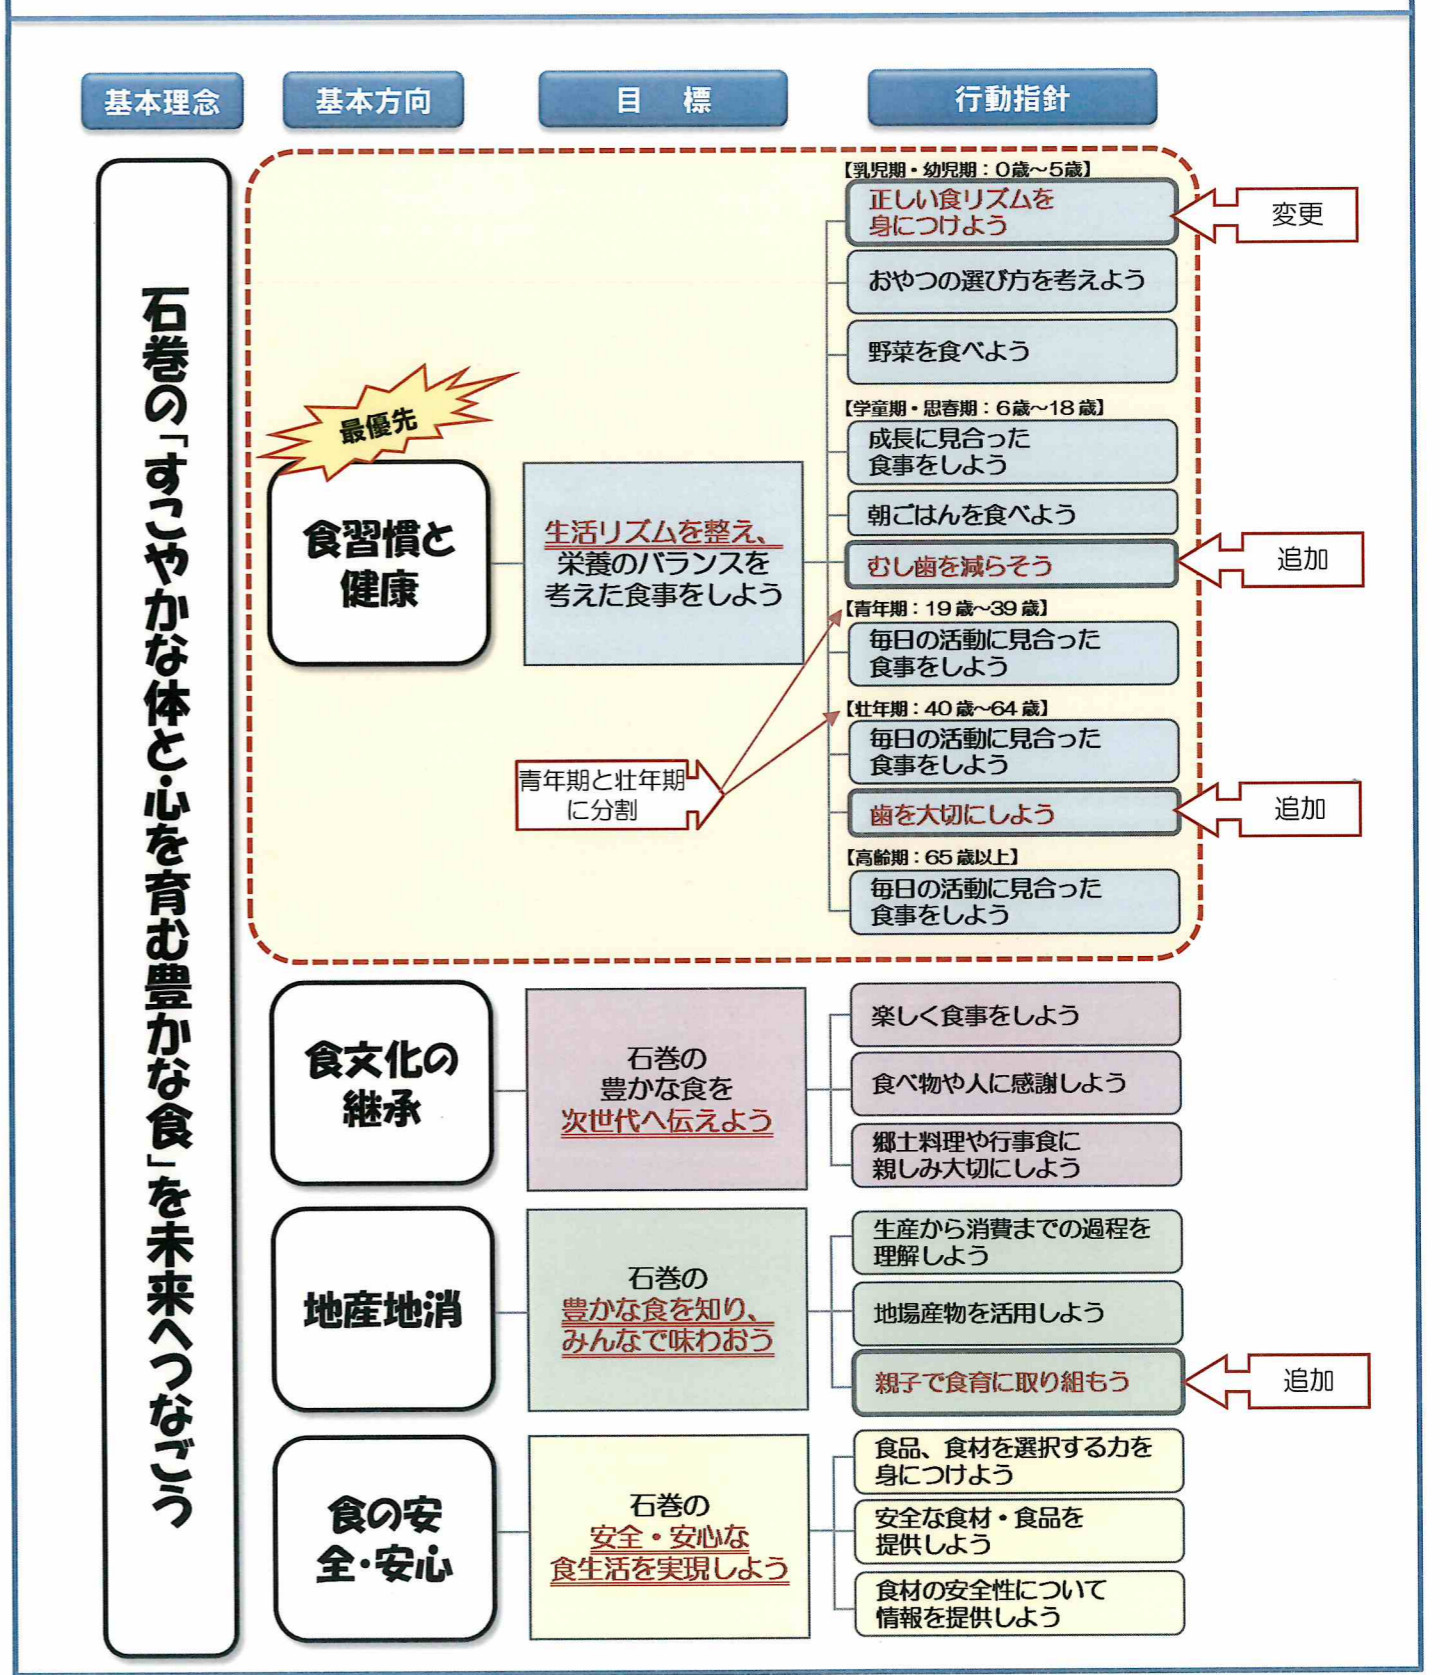 基本理念
基本方向
目 標
行動指針
石巻の「すこやかな体と心を育む豊かな食」を未来へつなごう
最優先
食習慣と
健康
生活リズムを整え、
栄養のバランスを
考えた食事をしよう
【乳児期・幼児期：0歳～5歳】
正しい食リズムを
身につけよう
変更
おやつの選び方を考えよう
野菜を食べよう
【学童期・思春期：6歳～18歳】
成長に見合った
食事をしよう
朝ごはんを食べよう
むし歯を減らそう
追加
【青年期：19歳～39歳】
毎日の活動に見合った
食事をしよう
【壮年期：40歳～64歳】
毎日の活動に見合った
食事をしよう
青年期と壮年期
に分割
歯を大切にしよう
追加
【高齢期：65歳以上】
毎日の活動に見合った
食事をしよう
食文化の
継承
石巻の
豊かな食を
次世代へ伝えよう
楽しく食事をしよう
食べ物や人に感謝しよう
郷土料理や行事食に
親しみ大切にしよう
地産地消
石巻の
豊かな食を知り、
みんなで味わおう
生産から消費までの過程を
理解しよう
地場産物を活用しよう
親子で食育に取り組もう
追加
食の安
全・安心
石巻の
安全・安心な
食生活を実現しよう
食品、食材を選択する力を
身につけよう
安全な食材・食品を
提供しよう
食材の安全性について
情報を提供しよう